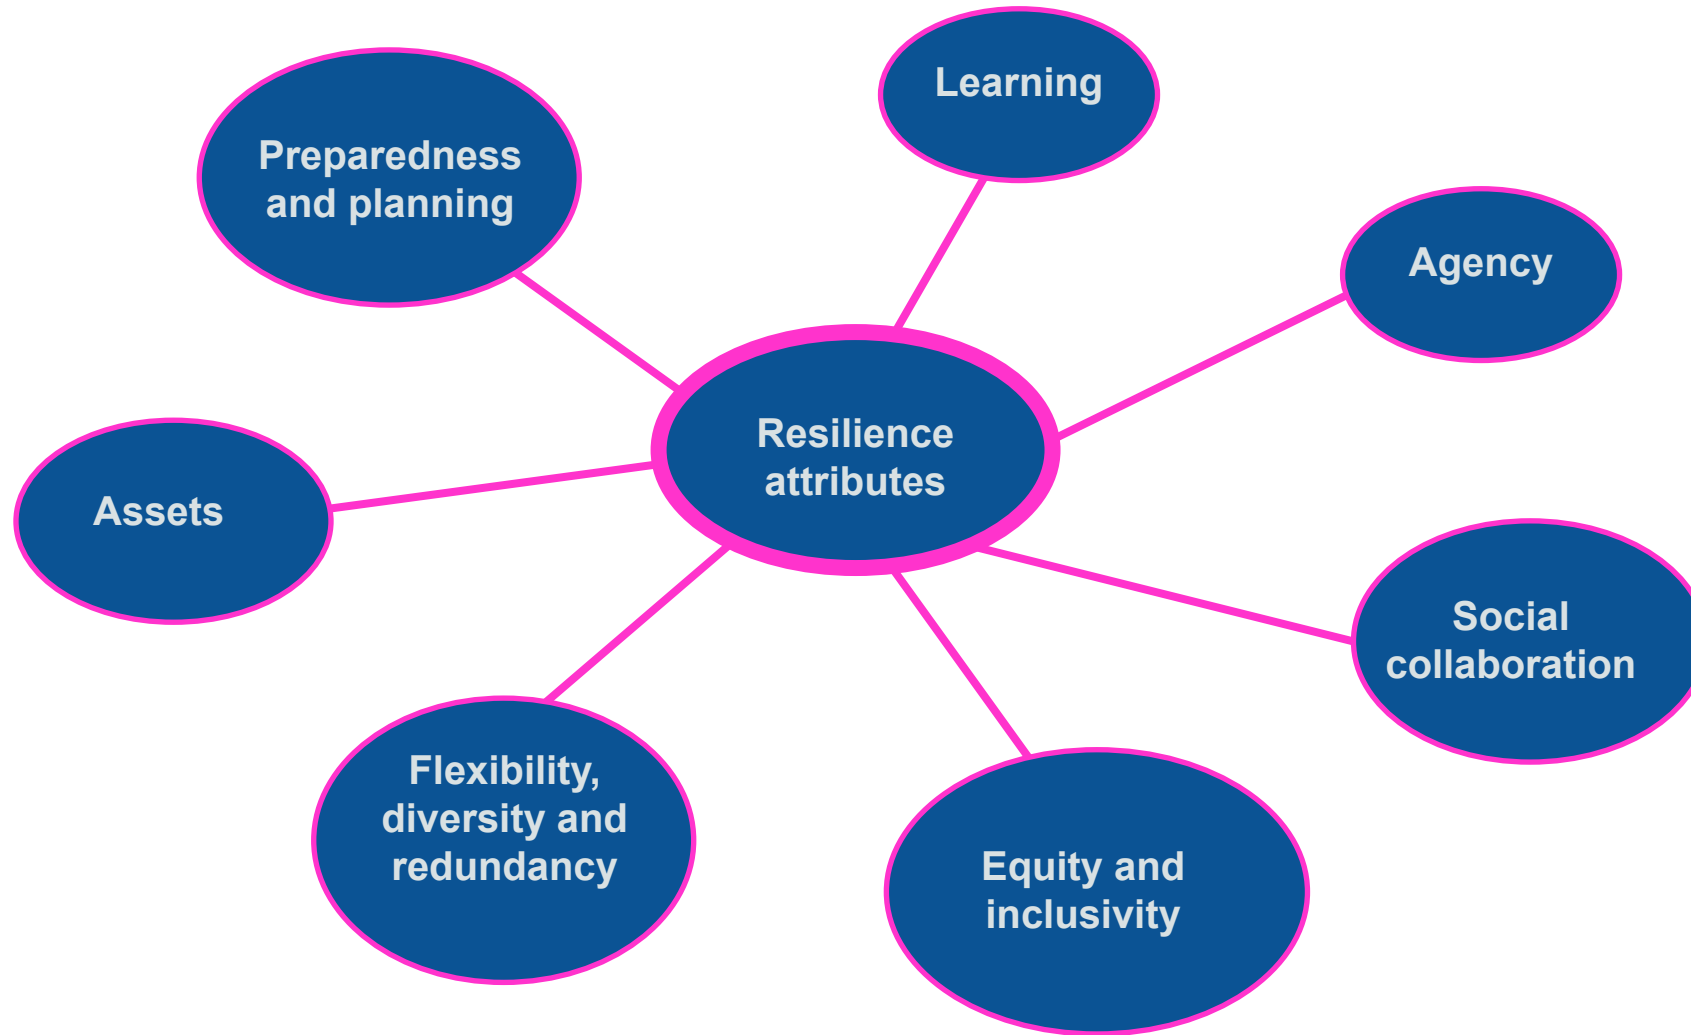 Learning
Preparedness
and planning
Agency
Resilience
attributes
Assets
Social
collaboration
Flexibility,
diversity and
redundancy
Equity and
inclusivity